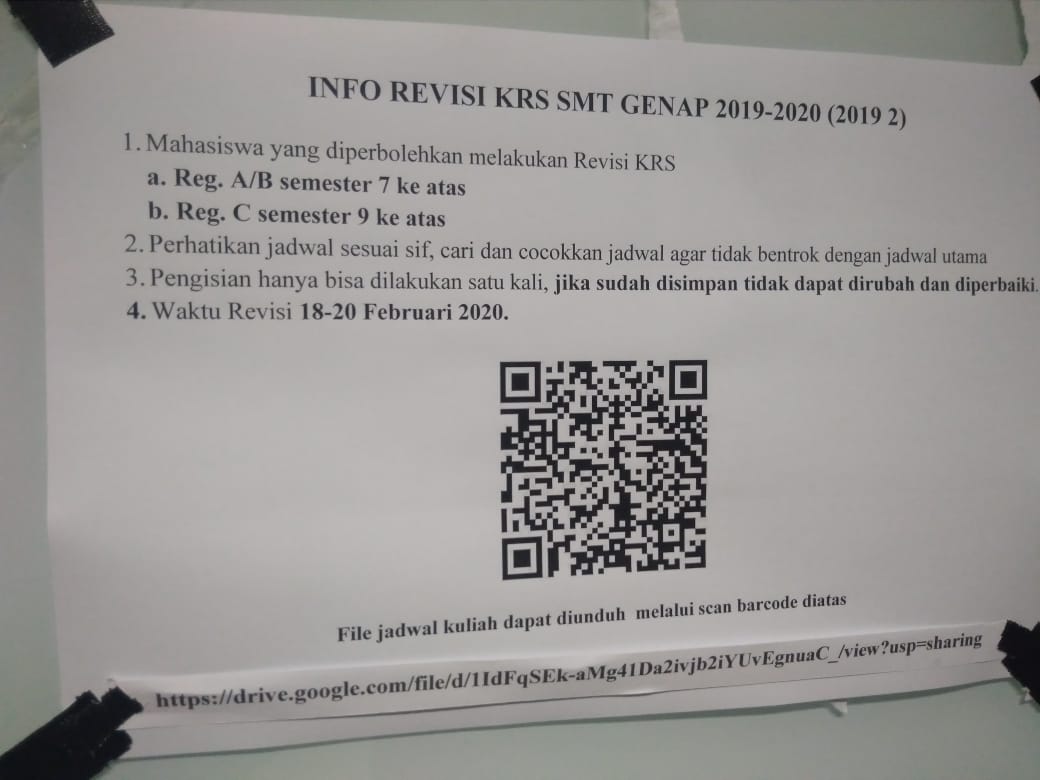 INFO REVISI KRS SMT GENAP 2019-2020 (2019 2)
1. Mahasiswa yang diperbolehkan melakukan Revisi KRS
a. Reg. A/B semester 7 ke atas
b. Reg. C semester 9 ke atas
2. Perhatikan jadwal sesuai sif, cari dan cocokkan jadwal agar tidak bentrok dengan jadwal utama
3. Pengisian hanya bisa dilakukan satu kali, jika sudah disimpan tidak dapat dirubah dan diperbaiki.
4. Waktu Revisi 18-20 Februari 2020.
File jadwal kuliah dapat diunduh melalui scan barcode diatas
https://drive.google.com/file/d/1IdFqSEk-aMg41Da2ivjb2iYUvEgnuaC_/view?usp=sharing